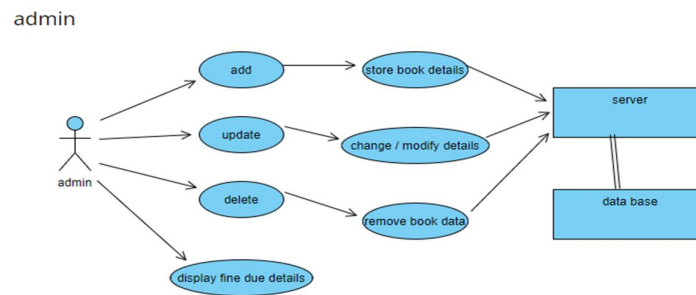 admin
add
store book details
server
update
change / modify details
admin
delete
remove book data
data base
display fine due details